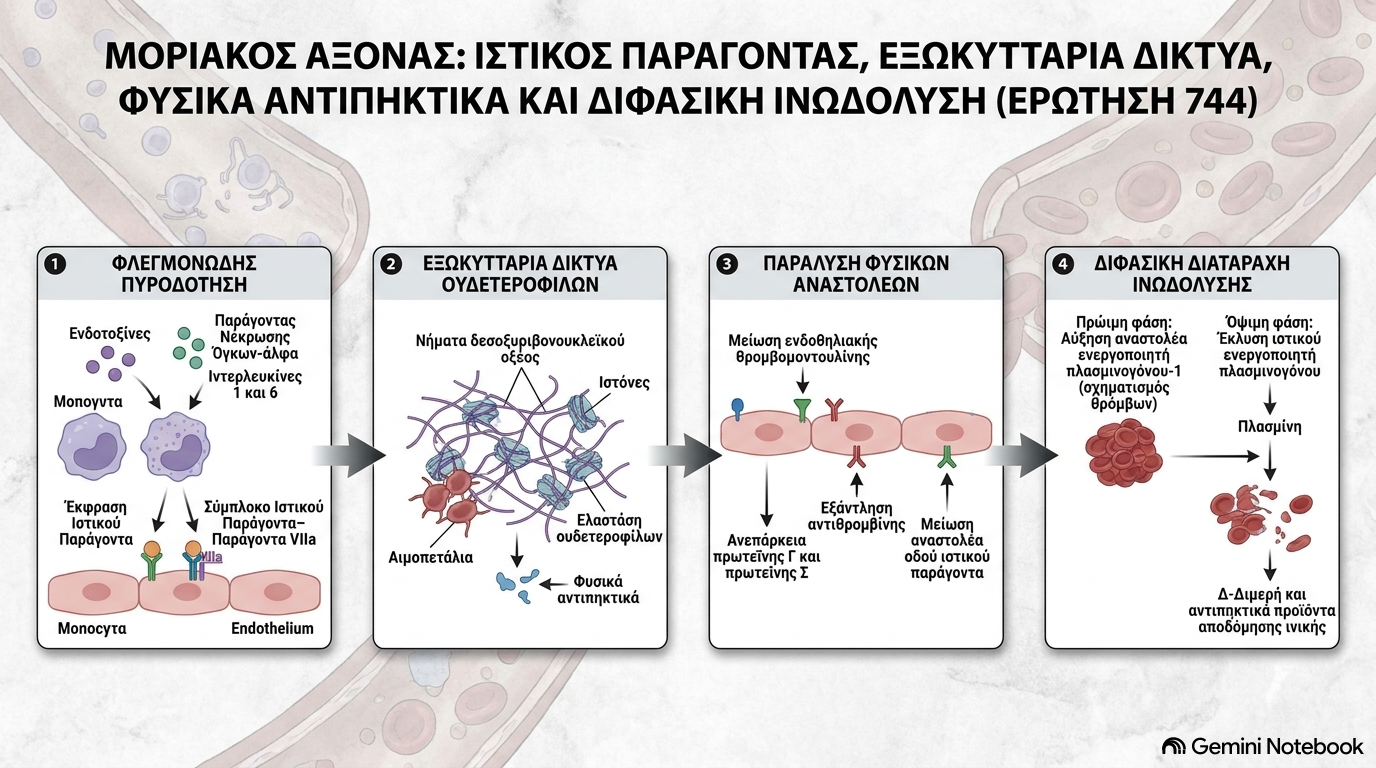 ΜΟΡΙΑΚΟΣ ΑΞΟΝΑΣ: ΙΣΤΙΚΟΣ ΠΑΡΑΓΟΝΤΑΣ, ΕΞΩΚΥΤΤΑΡΙΑ ΔΙΚΤΥΑ,
ΦΥΣΙΚΑ ΑΝΤΙΠΗΚΤΙΚΑ ΚΑΙ ΔΙΦΑΣΙΚΗ ΙΝΩΔΟΛΥΣΗ (ΕΡΩΤΗΣΗ 744)
1 ΦΛΕΓΜΟΝΩΔΗΣ
ΠΥΡΟΔΟΤΗΣΗ
Ενδοτοξίνες
Παράγοντας
Νέκρωσης
Όγκων-άλφα
Ιντερλευκίνες
1 και 6
Μονογντα
Έκφραση
Ιστικού
Παράγοντα
Σύμπλοκο Ιστικού
Παράγοντα–
Παράγοντα VIIa
VIIIa
Monocyτα
Endothelium
2 ΕΞΩΚΥΤΤΑΡΙΑ ΔΙΚΤΥΑ
ΟΥΔΕΤΕΡΟΦΙΛΩΝ
Νήματα δεσοξυριβονουκλεϊκού
οξέος
Ιστόνες
Ελαστάση
ουδετεροφίλων
Αιμοπετάλια
Φυσικά
αντιπηκτικά
3 ΠΑΡΑΛΥΣΗ ΦΥΣΙΚΩΝ
ΑΝΑΣΤΟΛΕΩΝ
Μείωση ενδοθηλιακής
θρομβομοντουλίνης
Ανεπάρκεια
πρωτεΐνης Γ και
πρωτεΐνης Σ
Εξάντληση
αντιθρομβίνης
Μείωση
αναστολέα
οδού ιστικού
παράγοντα
4 ΔΙΦΑΣΙΚΗ ΔΙΑΤΑΡΑΧΗ
ΙΝΩΔΟΛΥΣΗΣ
Πρώιμη φάση:
Αύξηση αναστολέα
ενεργοποιητή
πλασμινογόνου-1
(σχηματισμός
θρόμβων)
Όψιμη φάση:
Έκλυση ιστικού
ενεργοποιητή
πλασμινογόνου
Πλασμίνη
Δ-Διμερή και
αντιπηκτικά προϊόντα
αποδόμησης ινικής
Gemini Notebook